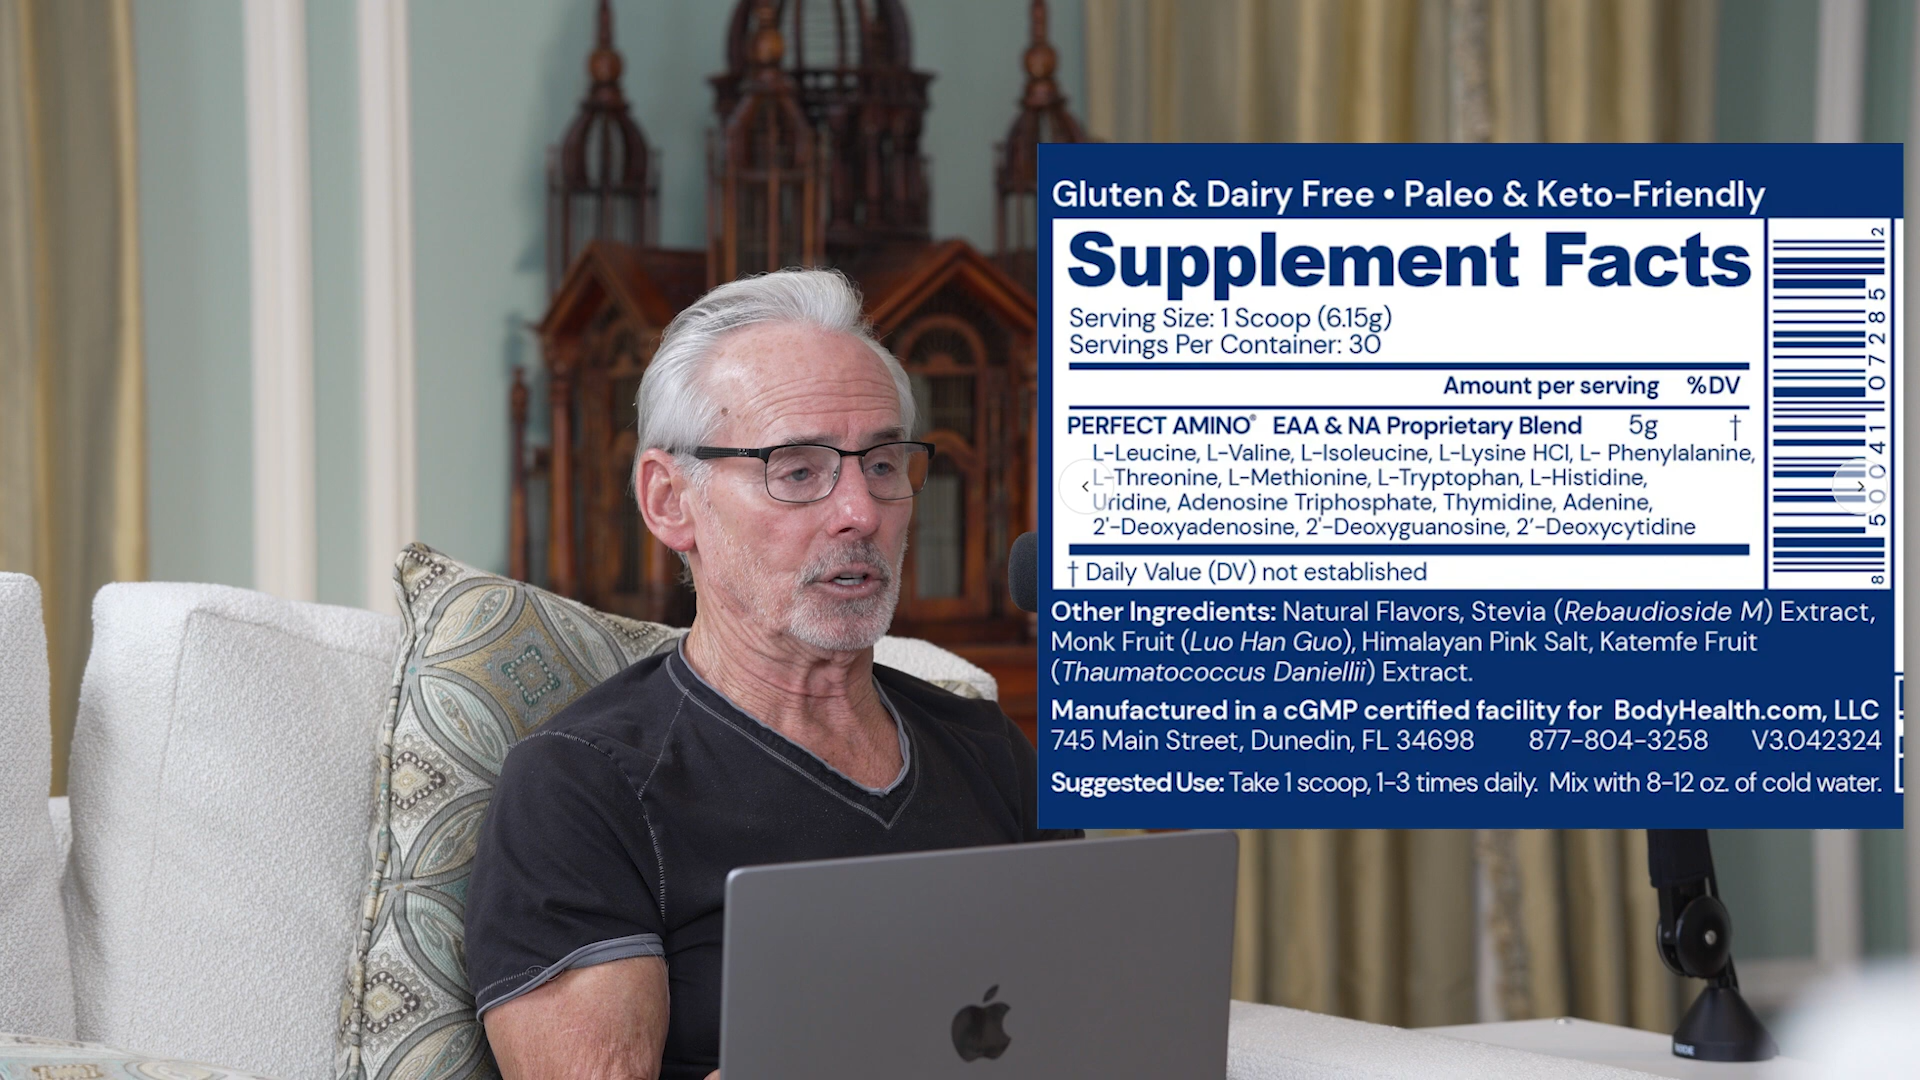 Gluten & Dairy Free • Paleo & Keto-Friendly
Supplement Facts
Serving Size: 1 Scoop (6.15g)
Servings Per Container: 30
Amount per serving %DV
PERFECT AMINO® EAA & NA Proprietary Blend 5g †
L-Leucine, L-Valine, L-Isoleucine, L-Lysine HCl, L- Phenylalanine,
L-Threonine, L-Methionine, L-Tryptophan, L-Histidine,
Uridine, Adenosine Triphosphate, Thymidine, Adenine,
2'-Deoxyadenosine, 2'-Deoxyguanosine, 2’-Deoxycytidine
† Daily Value (DV) not established
8 50041 07285 2
Other Ingredients: Natural Flavors, Stevia (Rebaudioside M) Extract,
Monk Fruit (Luo Han Guo), Himalayan Pink Salt, Katemfe Fruit
(Thaumatococcus Daniellii) Extract.
Manufactured in a cGMP certified facility for BodyHealth.com, LLC
745 Main Street, Dunedin, FL 34698 877-804-3258 V3.042324
Suggested Use: Take 1 scoop, 1-3 times daily. Mix with 8-12 oz. of cold water.
RODE